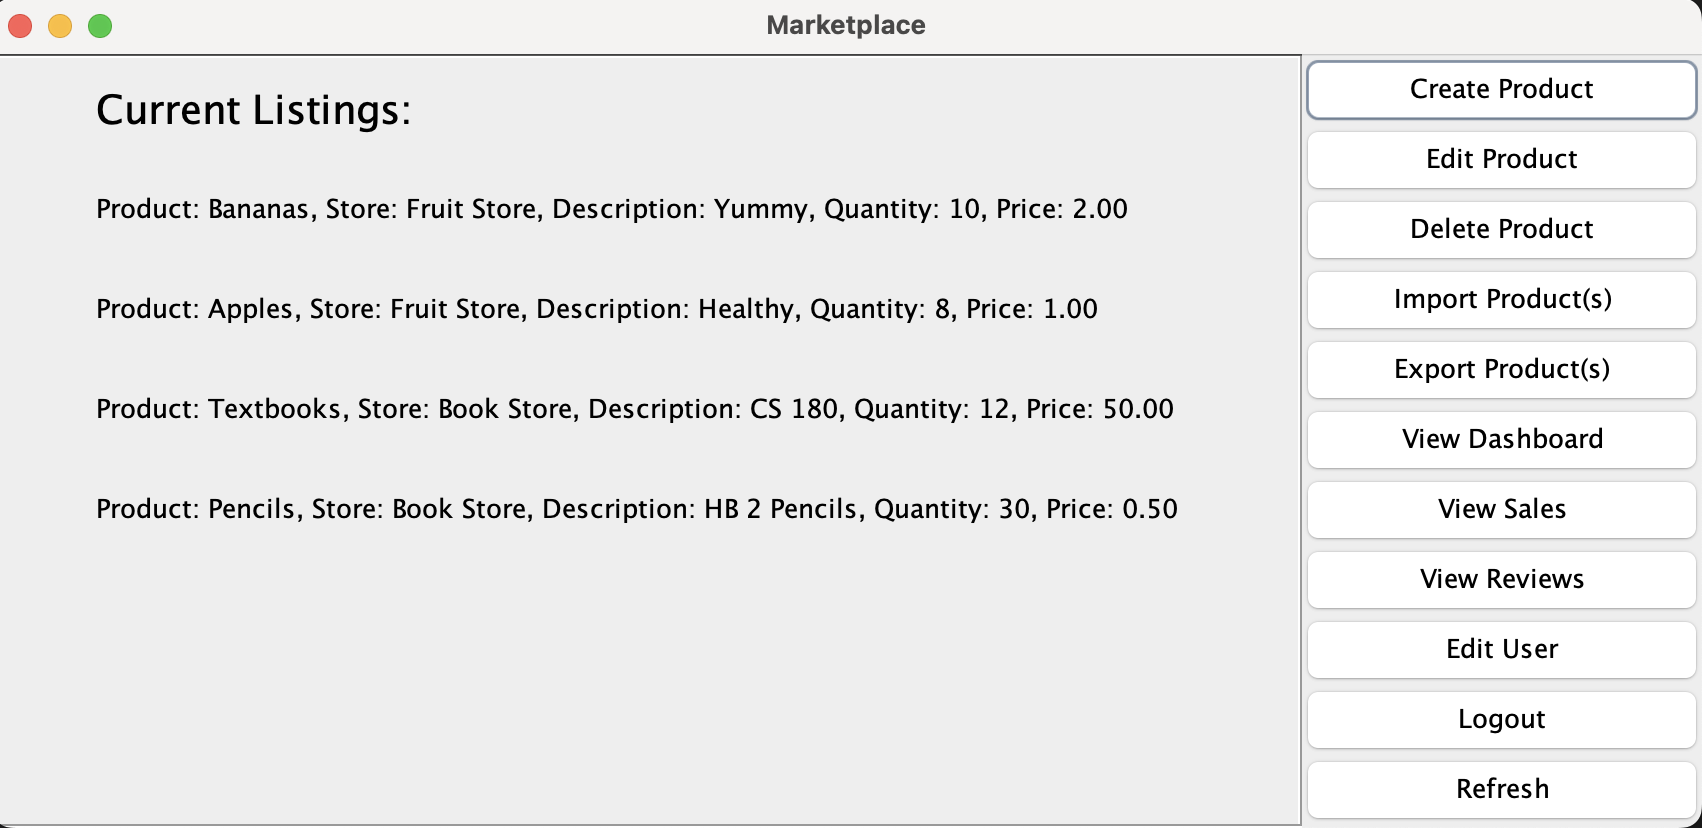 Marketplace
Current Listings:
Product: Bananas, Store: Fruit Store, Description: Yummy, Quantity: 10, Price: 2.00
Product: Apples, Store: Fruit Store, Description: Healthy, Quantity: 8, Price: 1.00
Product: Textbooks, Store: Book Store, Description: CS 180, Quantity: 12, Price: 50.00
Product: Pencils, Store: Book Store, Description: HB 2 Pencils, Quantity: 30, Price: 0.50
Create Product
Edit Product
Delete Product
Import Product(s)
Export Product(s)
View Dashboard
View Sales
View Reviews
Edit User
Logout
Refresh